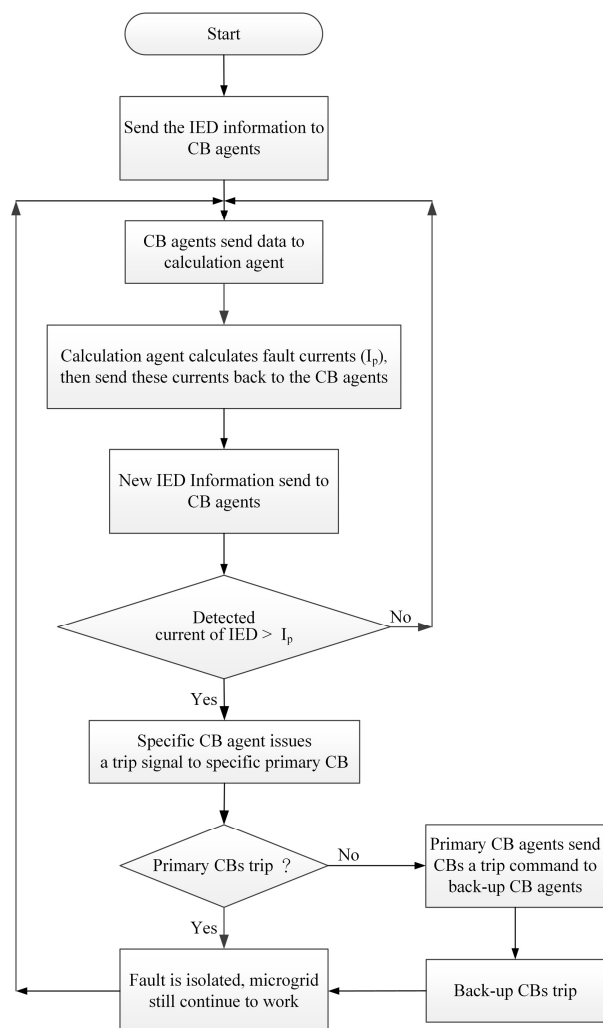 Start
Send the IED information to
CB agents
CB agents send data to
calculation agent
Calculation agent calculates fault currents (Ip),
then send these currents back to the CB agents
New IED Information send to
CB agents
Detected
current of IED > Ip
No
Yes
Specific CB agent issues
a trip signal to specific primary CB
Primary CBs trip ?
No
Primary CB agents send
CBs a trip command to
back-up CB agents
Yes
Fault is isolated, microgrid
still continue to work
Back-up CBs trip